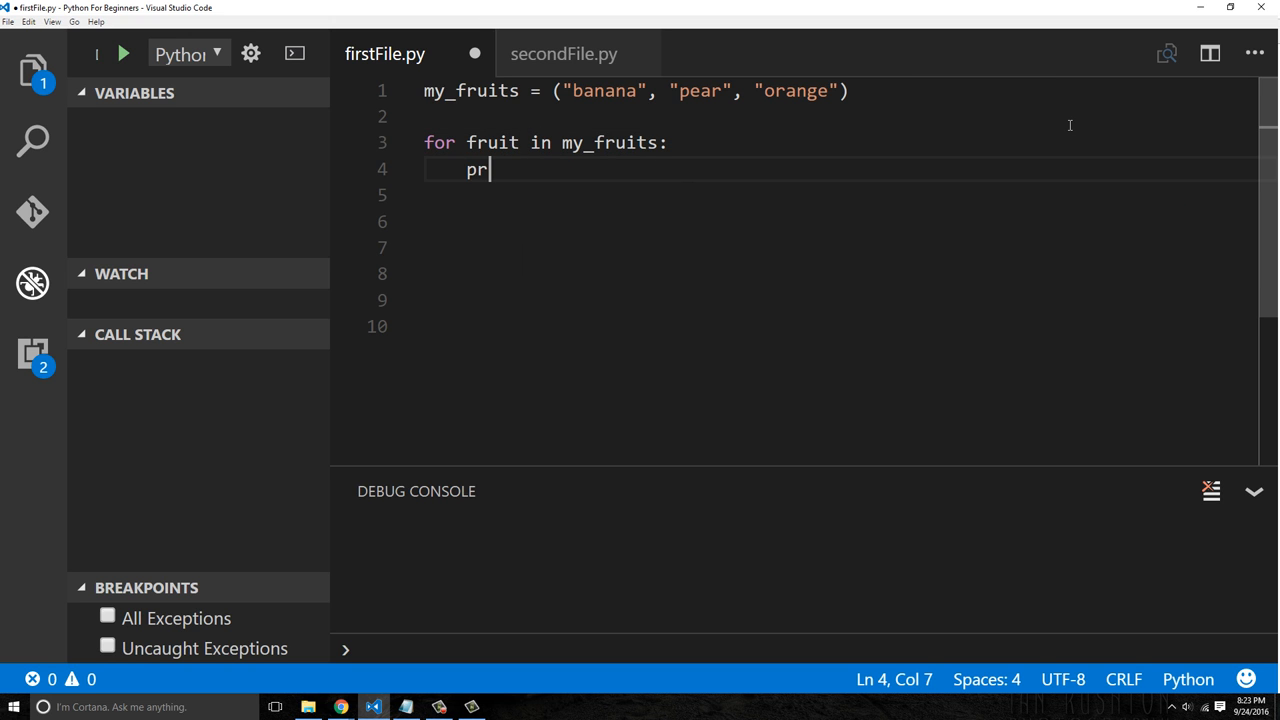 firstFile.py - Python For Beginners - Visual Studio Code
File Edit View Go Help
Python
firstFile.py
secondFile.py
VARIABLES
WATCH
CALL STACK
BREAKPOINTS
All Exceptions
Uncaught Exceptions
1 my_fruits = ("banana", "pear", "orange")
2
3 for fruit in my_fruits:
4 pr
5
6
7
8
9
10
1
2
DEBUG CONSOLE
0 0
Ln 4, Col 7 Spaces: 4 UTF-8 CRLF Python
I'm Cortana. Ask me anything.
8:23 PM
9/24/2016